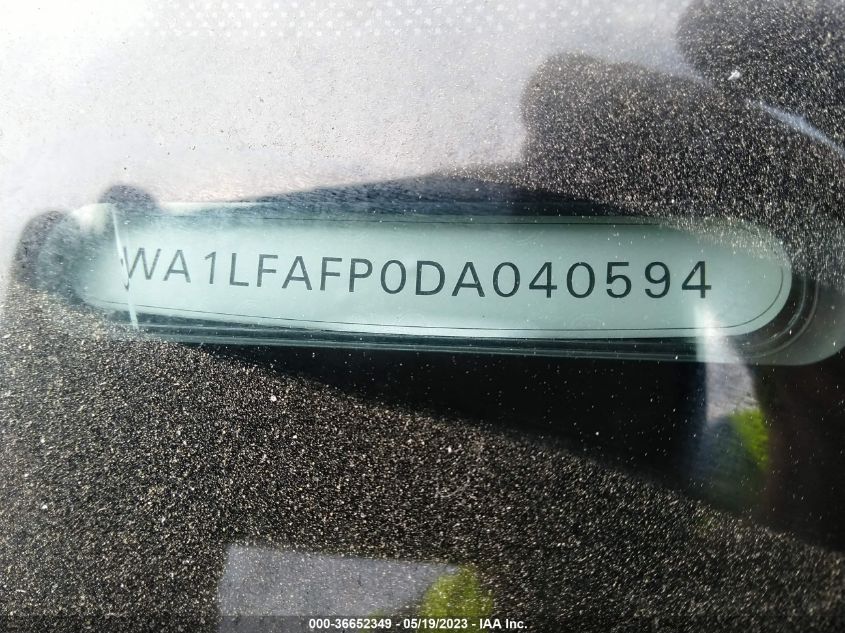 WA1LFAFP0DA040594
000-36652349 - 05/19/2023 - IAA Inc.